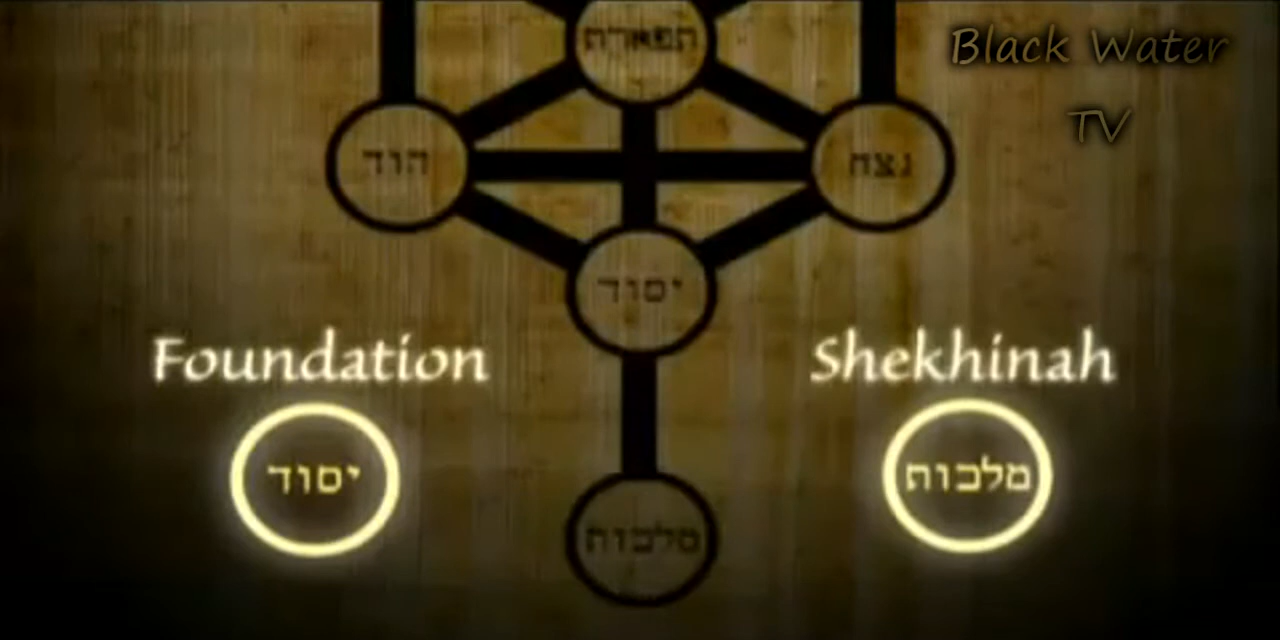 תפארת
Black Water
TV
הוד
נצח
יסוד
Foundation
Shekhinah
יסוד
מלכות
מלכות